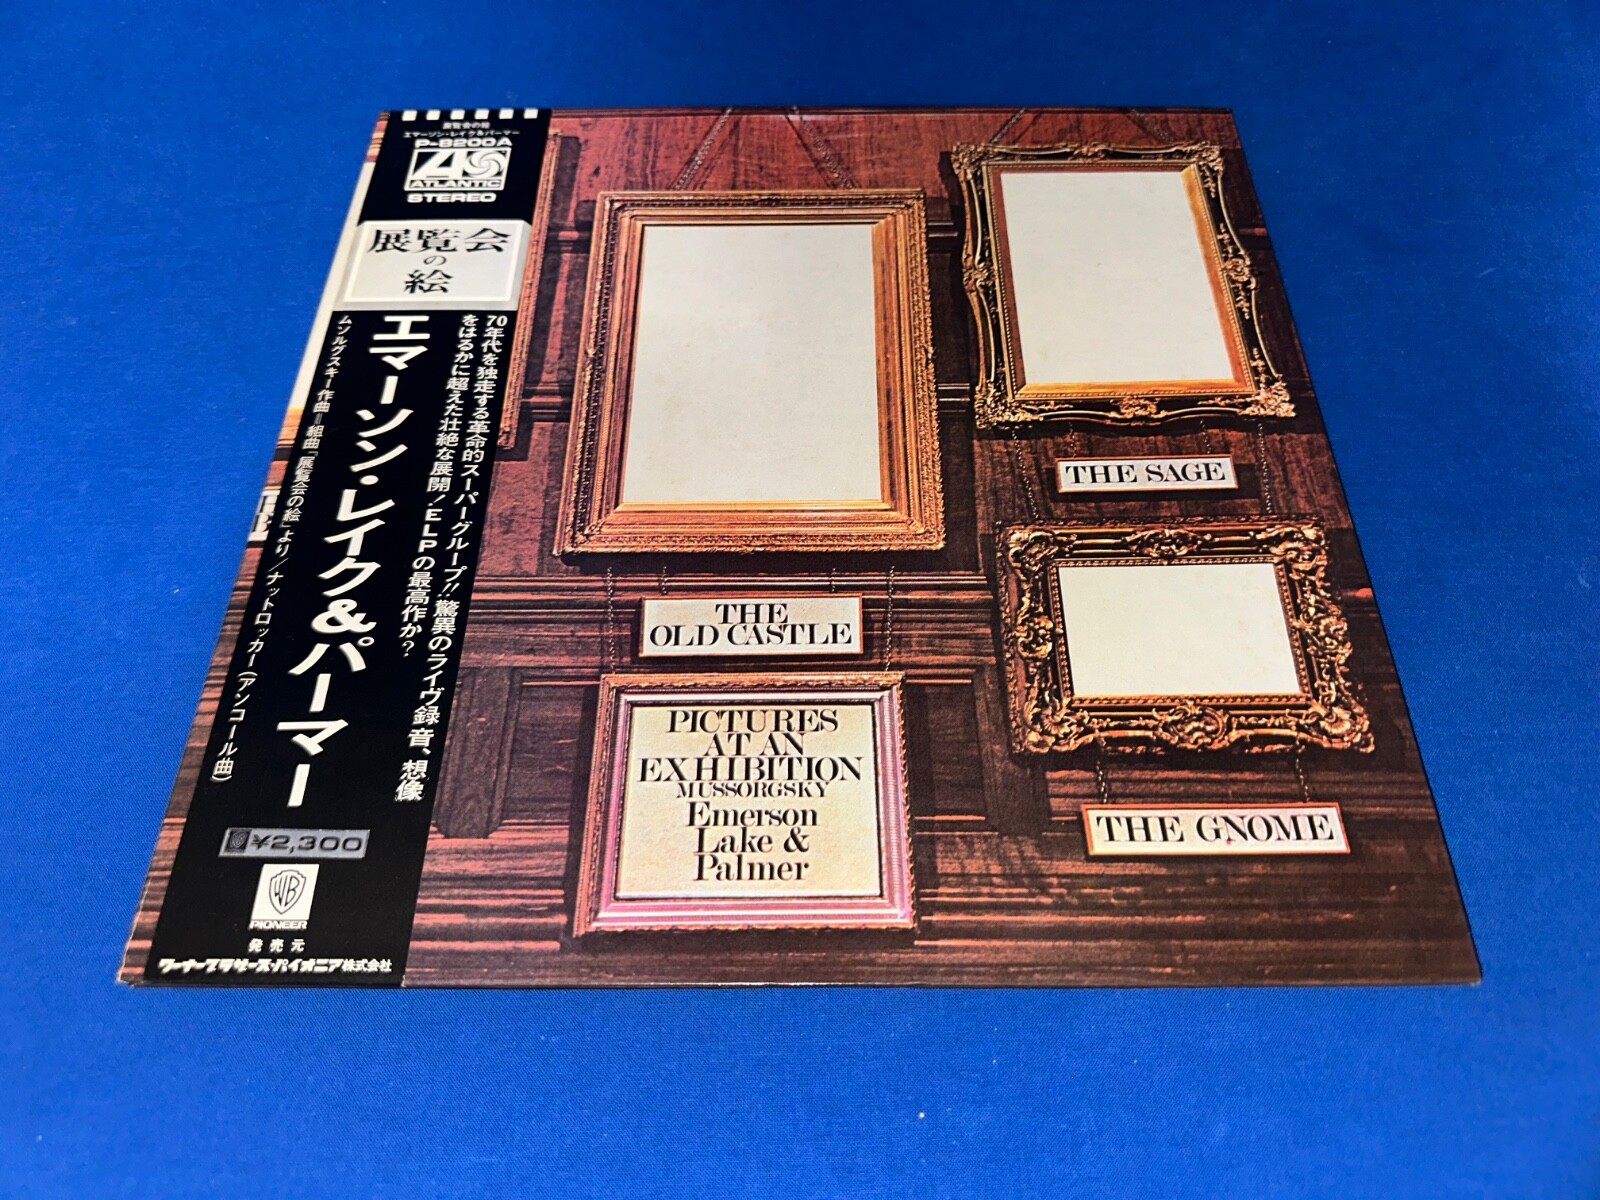 展覧会の絵
エマーソン・レイク&パーマー
P-8200A
ATLANTIC
STEREO
展覧会
の
絵
70年代を独走する革命的スーパーグループ!! 驚異のライヴ録音、想像
をはるかに超えた壮絶な展開! ELPの最高作か?
エマーソン・レイク&パーマー
ムソルグスキー作曲=組曲「展覧会の絵」より/ナットロッカー(アンコール曲)
¥2,300
WB
PIONEER
発売元
ワーナーブラザーズ・パイオニア株式会社
THE SAGE
THE
OLD CASTLE
PICTURES
AT AN
EXHIBITION
MUSSORGSKY
Emerson
Lake &
Palmer
THE GNOME